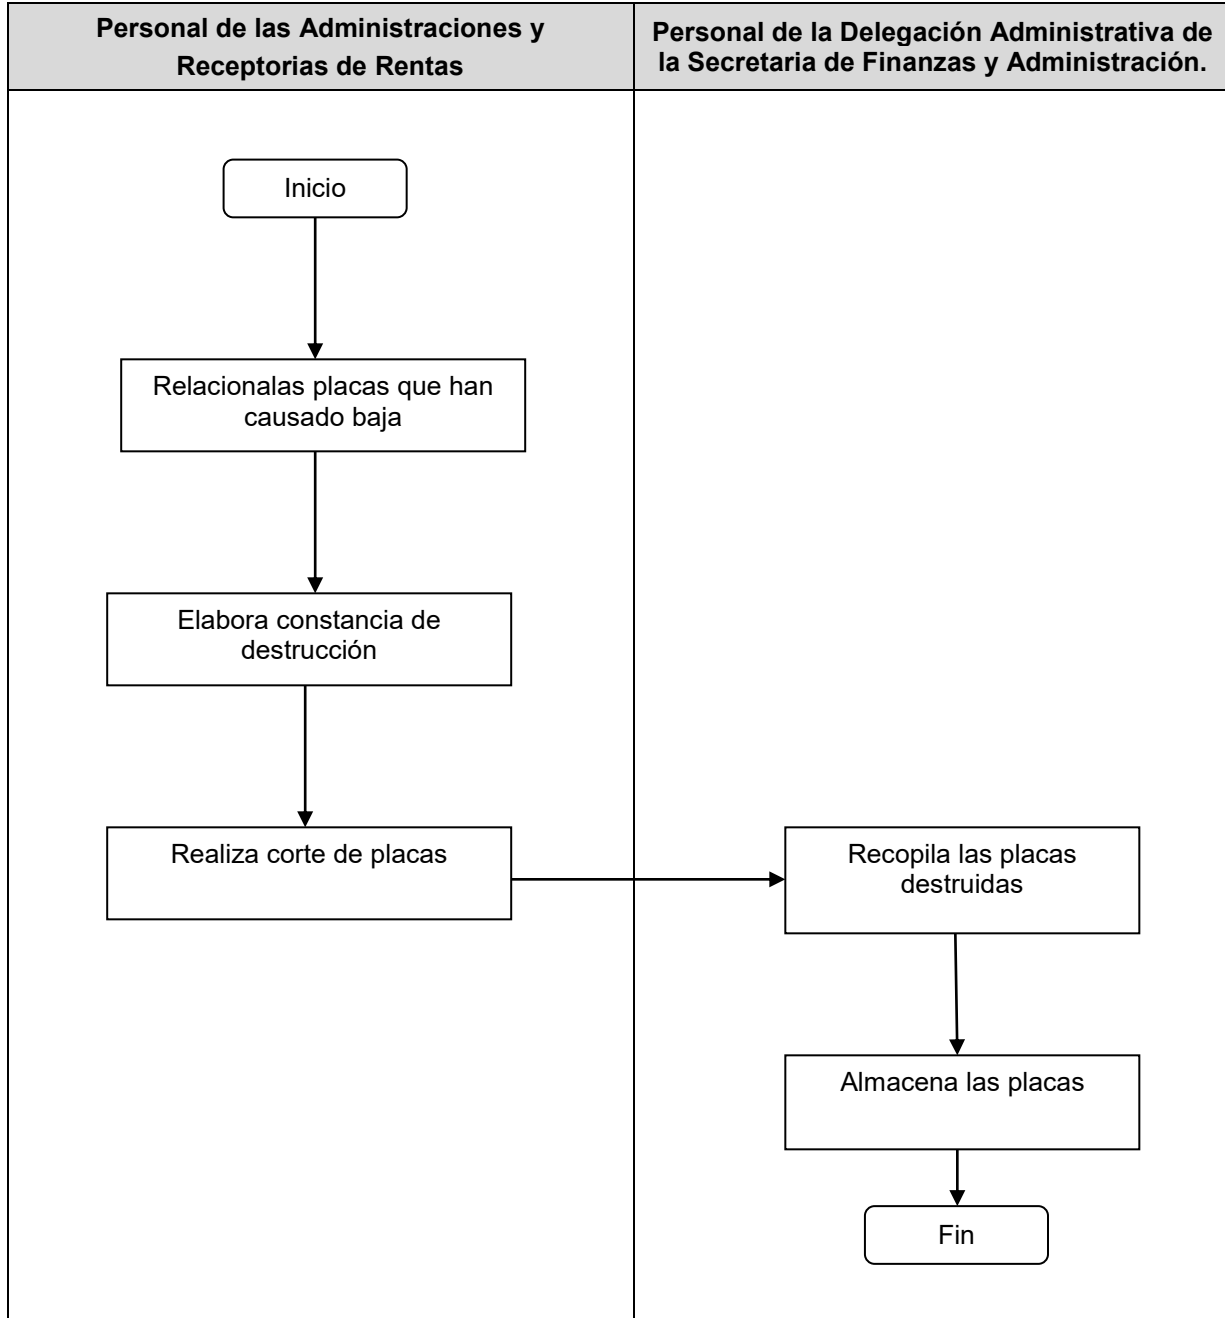 Personal de las Administraciones y
Receptorias de Rentas
Personal de la Delegación Administrativa de
la Secretaria de Finanzas y Administración.
Inicio
Relacionalas placas que han
causado baja
Elabora constancia de
destrucción
Realiza corte de placas
Recopila las placas
destruidas
Almacena las placas
Fin